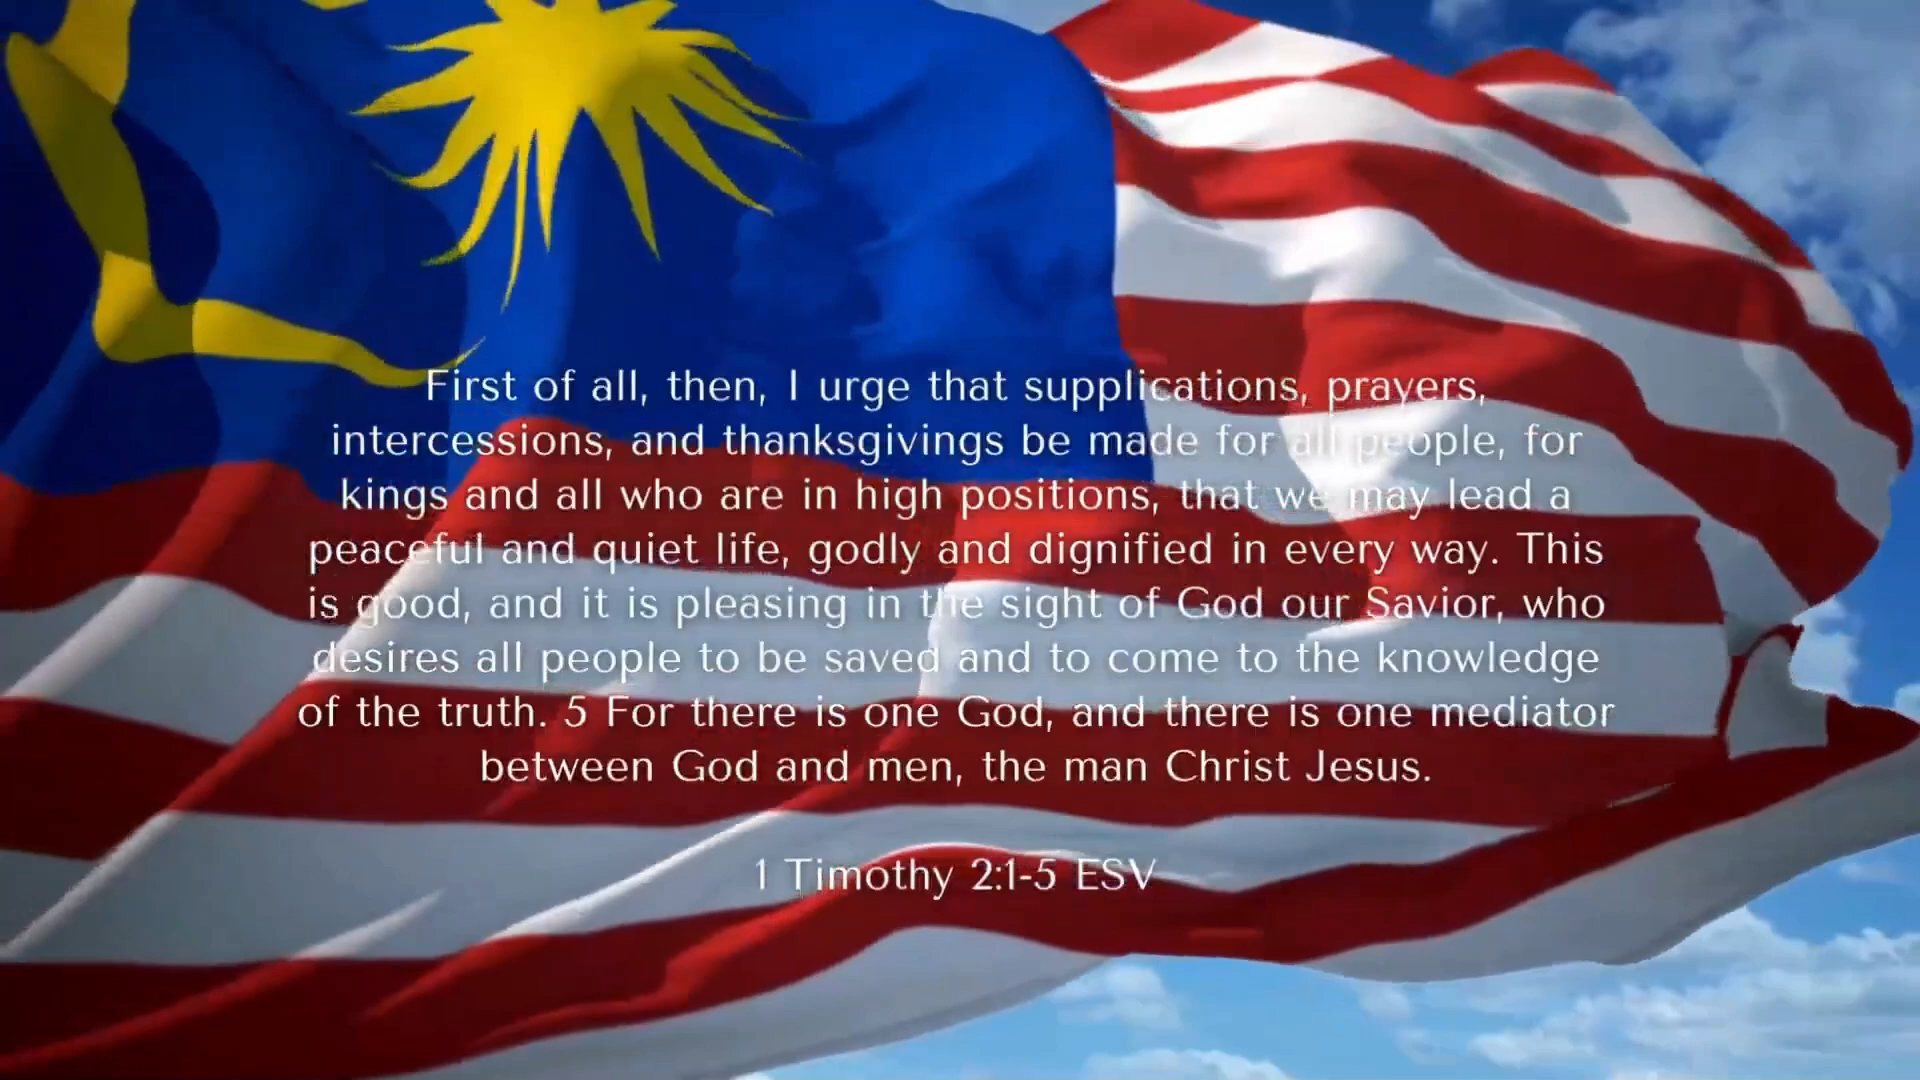 First of all, then, I urge that supplications, prayers,
intercessions, and thanksgivings be made for all people, for
kings and all who are in high positions, that we may lead a
peaceful and quiet life, godly and dignified in every way. This
is good, and it is pleasing in the sight of God our Savior, who
desires all people to be saved and to come to the knowledge
of the truth. 5 For there is one God, and there is one mediator
between God and men, the man Christ Jesus.
1 Timothy 2:1-5 ESV